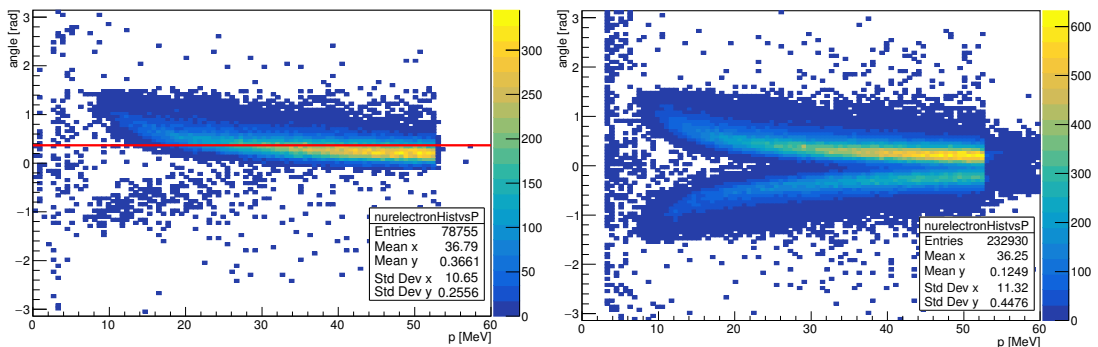 angle [rad]
3
2
1
0
−1
−2
−3
0 10 20 30 40 50 60
p [MeV]
300
250
200
150
100
50
0
nurelectronHistvsP
Entries 78755
Mean x 36.79
Mean y 0.3661
Std Dev x 10.65
Std Dev y 0.2556
angle [rad]
3
2
1
0
−1
−2
−3
0 10 20 30 40 50 60
p [MeV]
600
500
400
300
200
100
0
nurelectronHistvsP
Entries 232930
Mean x 36.25
Mean y 0.1249
Std Dev x 11.32
Std Dev y 0.4476